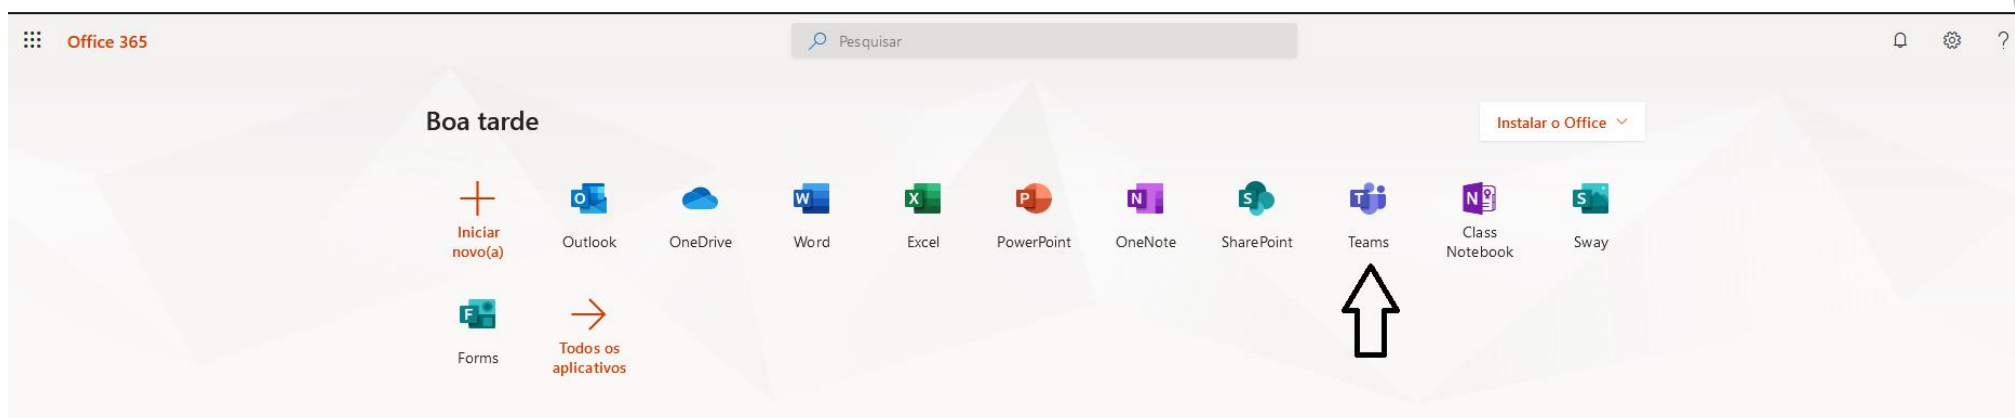 Office 365
Pesquisar
?
Boa tarde
Instalar o Office
Iniciar
novo(a)
Outlook
OneDrive
Word
Excel
PowerPoint
OneNote
SharePoint
Teams
Class
Notebook
Sway
Forms
Todos os
aplicativos